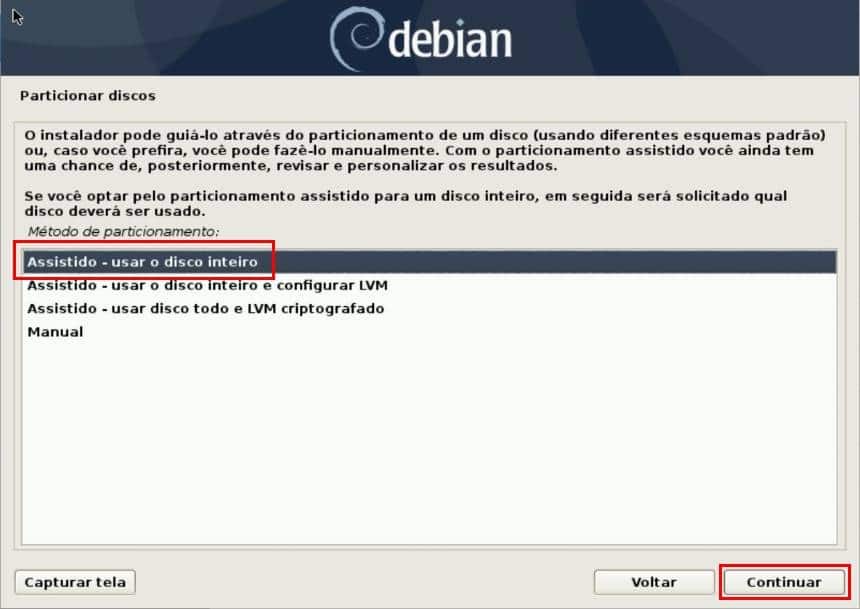 debian
Particionar discos
O instalador pode guiá-lo através do particionamento de um disco (usando diferentes esquemas padrão)
ou, caso você prefira, você pode fazê-lo manualmente. Com o particionamento assistido você ainda tem
uma chance de, posteriormente, revisar e personalizar os resultados.
Se você optar pelo particionamento assistido para um disco inteiro, em seguida será solicitado qual
disco deverá ser usado.
Método de particionamento:
Assistido - usar o disco inteiro
Assistido - usar o disco inteiro e configurar LVM
Assistido - usar disco todo e LVM criptografado
Manual
Capturar tela
Voltar
Continuar